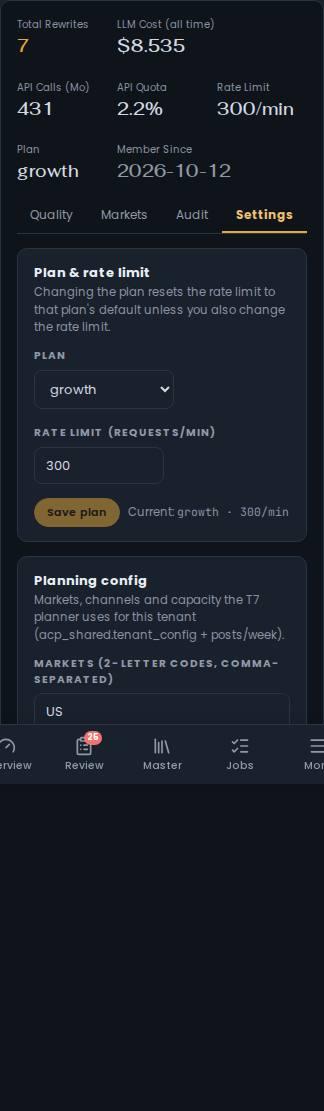 Total Rewrites
LLM Cost (all time)
7
$8.535
API Calls (Mo)
API Quota
Rate Limit
431
2.2%
300/min
Plan
Member Since
growth
2026-10-12
Quality
Markets
Audit
Settings
Plan & rate limit
Changing the plan resets the rate limit to
that plan's default unless you also change
the rate limit.
PLAN
growth
RATE LIMIT (REQUESTS/MIN)
300
Save plan
Current: growth · 300/min
Planning config
Markets, channels and capacity the T7
planner uses for this tenant
(acp_shared.tenant_config + posts/week).
MARKETS (2-LETTER CODES, COMMA-
SEPARATED)
US
25
erview
Review
Master
Jobs
Mor